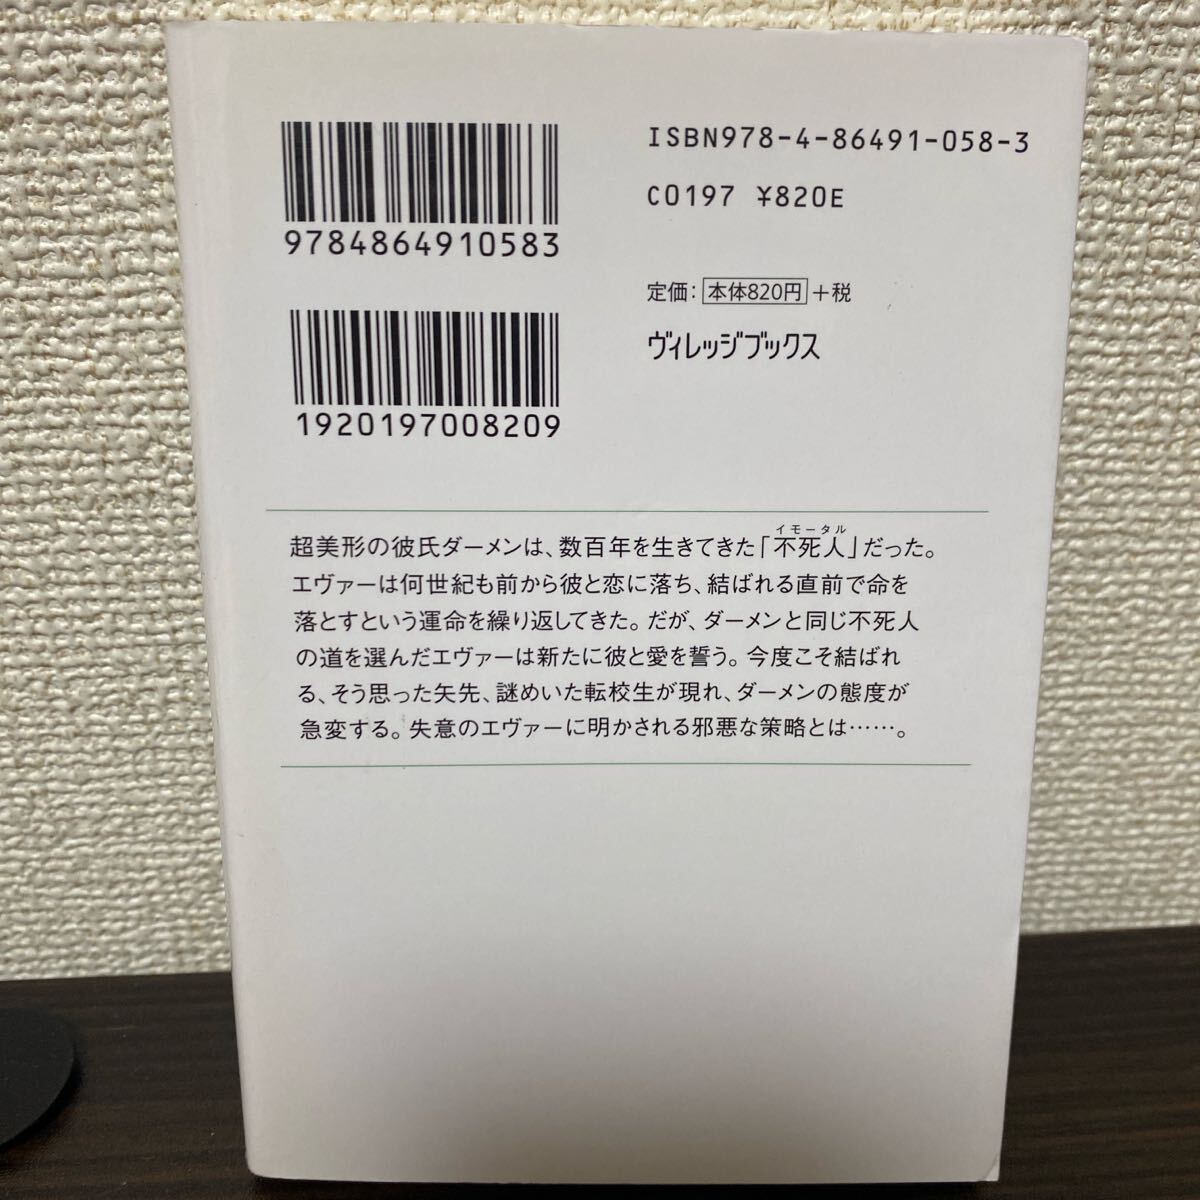 ISBN978-4-86491-058-3
C0197 ¥820E
9784864910583
定価：本体820円+税
ヴィレッジブックス
1920197008209
イモータル
超美形の彼氏ダーメンは、数百年を生きてきた「不死人」だった。
エヴァーは何世紀も前から彼と恋に落ち、結ばれる直前で命を
落とすという運命を繰り返してきた。だが、ダーメンと同じ不死人
の道を選んだエヴァーは新たに彼と愛を誓う。今度こそ結ばれ
る、そう思った矢先、謎めいた転校生が現れ、ダーメンの態度が
急変する。失意のエヴァーに明かされる邪悪な策略とは……。